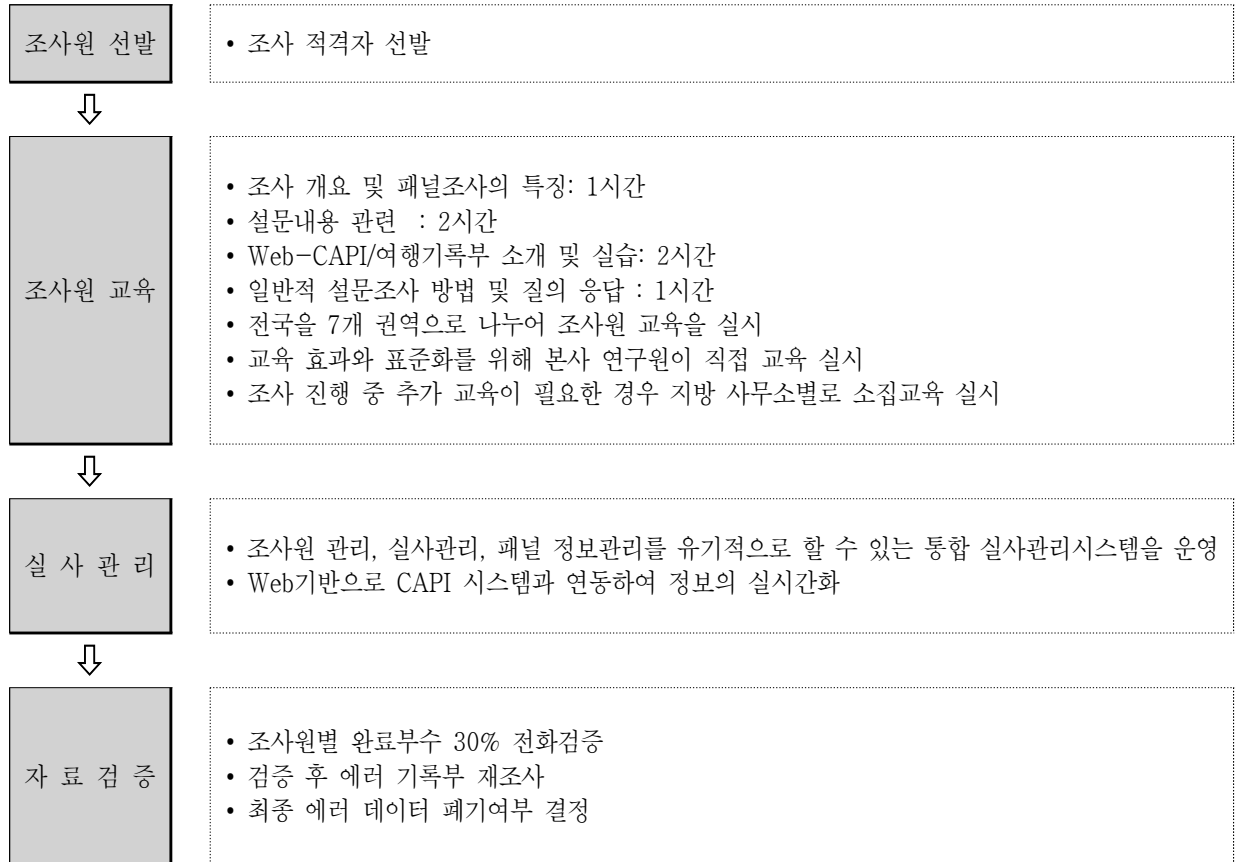 조사원 선발
• 조사 적격자 선발
⇩
조사원 교육
• 조사 개요 및 패널조사의 특징: 1시간
• 설문내용 관련 : 2시간
• Web-CAPI/여행기록부 소개 및 실습: 2시간
• 일반적 설문조사 방법 및 질의 응답 : 1시간
• 전국을 7개 권역으로 나누어 조사원 교육을 실시
• 교육 효과와 표준화를 위해 본사 연구원이 직접 교육 실시
• 조사 진행 중 추가 교육이 필요한 경우 지방 사무소별로 소집교육 실시
⇩
실 사 관 리
• 조사원 관리, 실사관리, 패널 정보관리를 유기적으로 할 수 있는 통합 실사관리시스템을 운영
• Web기반으로 CAPI 시스템과 연동하여 정보의 실시간화
⇩
자 료 검 증
• 조사원별 완료부수 30% 전화검증
• 검증 후 에러 기록부 재조사
• 최종 에러 데이터 폐기여부 결정